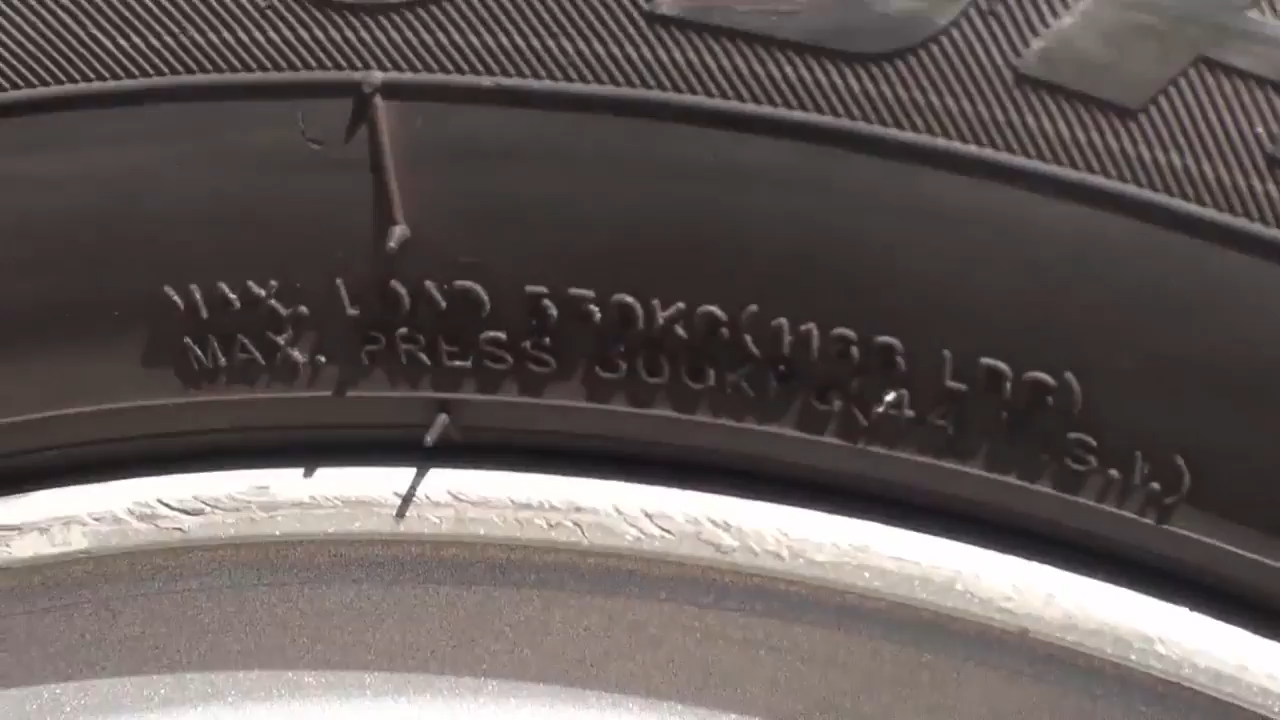 MAX. LOAD 530KG(1168 LBS)
MAX. PRESS 300KPA(44 P.S.I.)